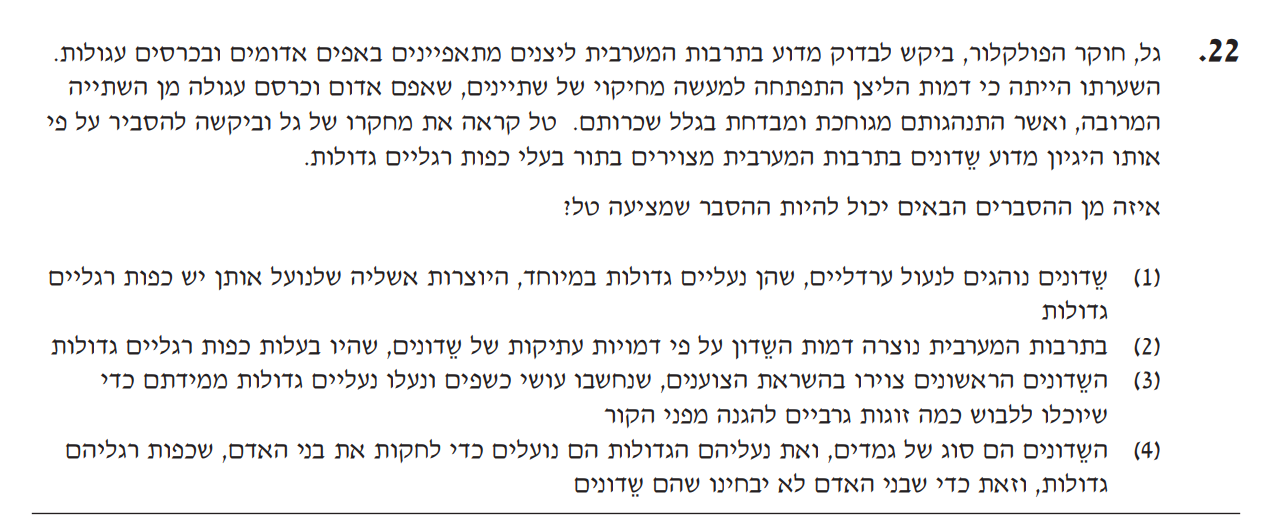 22. גל, חוקר הפולקלור, ביקש לבדוק מדוע בתרבות המערבית ליצנים מתאפיינים באפים אדומים ובכרסים עגולות.
השערתו הייתה כי דמות הליצן התפתחה למעשה מחיקוי של שתיינים, שאפם אדום וכרסם עגולה מן השתייה
המרובה, ואשר התנהגותם מגוחכת ומבדחת בגלל שכרותם. טל קראה את מחקרו של גל וביקשה להסביר על פי
אותו היגיון מדוע שֵדונים בתרבות המערבית מצוירים בתור בעלי כפות רגליים גדולות.
איזה מן ההסברים הבאים יכול להיות ההסבר שמציעה טל?
(1) שֵדונים נוהגים לנעול ערדליים, שהן נעליים גדולות במיוחד, היוצרות אשליה שלנועל אותן יש כפות רגליים
גדולות
(2) בתרבות המערבית נוצרה דמות השֵדון על פי דמויות עתיקות של שֵדונים, שהיו בעלות כפות רגליים גדולות
(3) השֵדונים הראשונים צוירו בהשראת הצוענים, שנחשבו עושי כשפים ונעלו נעליים גדולות ממידתם כדי
שיוכלו ללבוש כמה זוגות גרביים להגנה מפני הקור
(4) השֵדונים הם סוג של גמדים, ואת נעליהם הגדולות הם נועלים כדי לחקות את בני האדם, שכפות רגליהם
גדולות, וזאת כדי שבני האדם לא יבחינו שהם שֵדונים